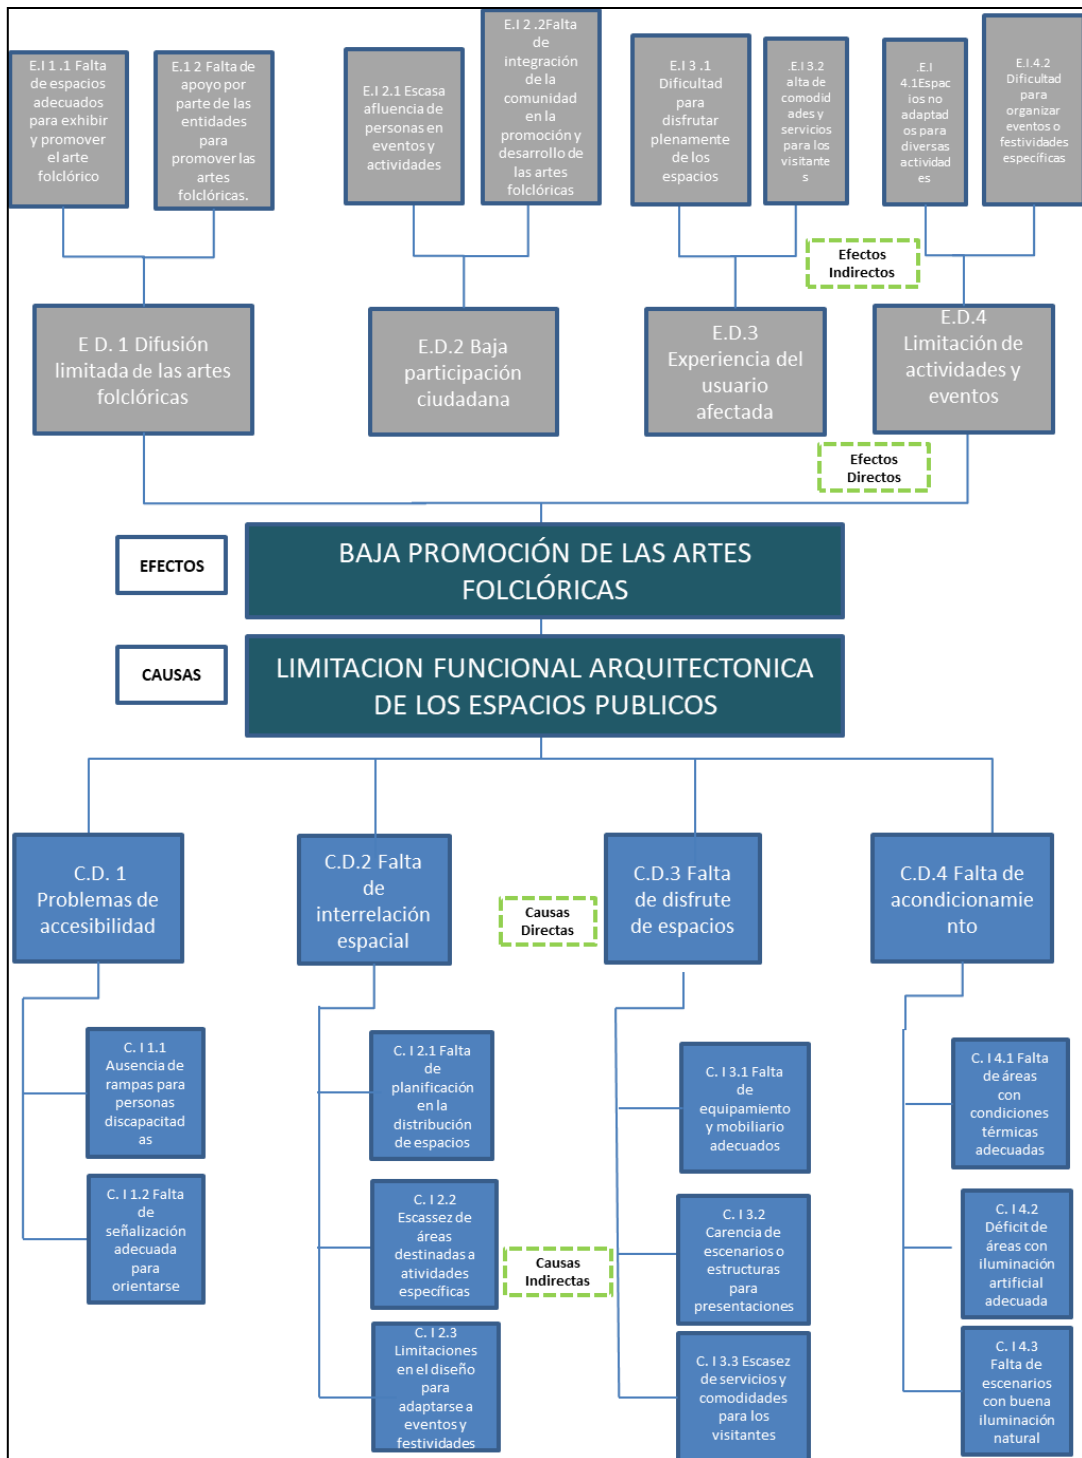 E.I 1 .1 Falta
de espacios
adecuados
para exhibir
y promover
el arte
folclórico
E.1 2 Falta de
apoyo por
parte de las
entidades
para
promover las
artes
folclóricas.
E.I 2.1 Escasa
afluencia de
personas en
eventos y
actividades
E.I 2 .2Falta
de
integración
de la
comunidad
en la
promoción y
desarrollo de
las artes
folclóricas
E.I 3 .1
Dificultad
para
disfrutar
plenamente
de los
espacios
.E.I 3.2
alta de
comodid
ades y
servicios
para los
visitante
s
.E.I
4.1Espac
ios no
adaptad
os para
diversas
actividad
es
E.I.4.2
Dificultad
para
organizar
eventos o
festividades
específicas
Efectos
Indirectos
E D. 1 Difusión
limitada de las artes
folclóricas
E.D.2 Baja
participación
ciudadana
E.D.3
Experiencia del
usuario
afectada
E.D.4
Limitación de
actividades y
eventos
Efectos
Directos
EFECTOS
BAJA PROMOCIÓN DE LAS ARTES
FOLCLÓRICAS
CAUSAS
LIMITACION FUNCIONAL ARQUITECTONICA
DE LOS ESPACIOS PUBLICOS
C.D. 1
Problemas de
accesibilidad
C.D.2 Falta
de
interrelación
espacial
Causas
Directas
C.D.3 Falta
de disfrute
de espacios
C.D.4 Falta de
acondicionamie
nto
C. I 1.1
Ausencia de
rampas para
personas
discapacitad
as
C. I 1.2 Falta
de
señalización
adecuada
para
orientarse
C. I 2.1 Falta
de
planificación
en la
distribución
de espacios
C. I 2.2
Escassez de
áreas
destinadas a
atividades
específicas
C. I 2.3
Limitaciones
en el diseño
para
adaptarse a
eventos y
festividades
Causas
Indirectas
C. I 3.1 Falta
de
equipamiento
y mobiliario
adecuados
C. I 3.2
Carencia de
escenarios o
estructuras
para
presentaciones
C. I 3.3 Escasez
de servicios y
comodidades
para los
visitantes
C. I 4.1 Falta
de áreas
con
condiciones
térmicas
adecuadas
C. I 4.2
Déficit de
áreas con
iluminación
artificial
adecuada
C. I 4.3
Falta de
escenarios
con buena
iluminación
natural